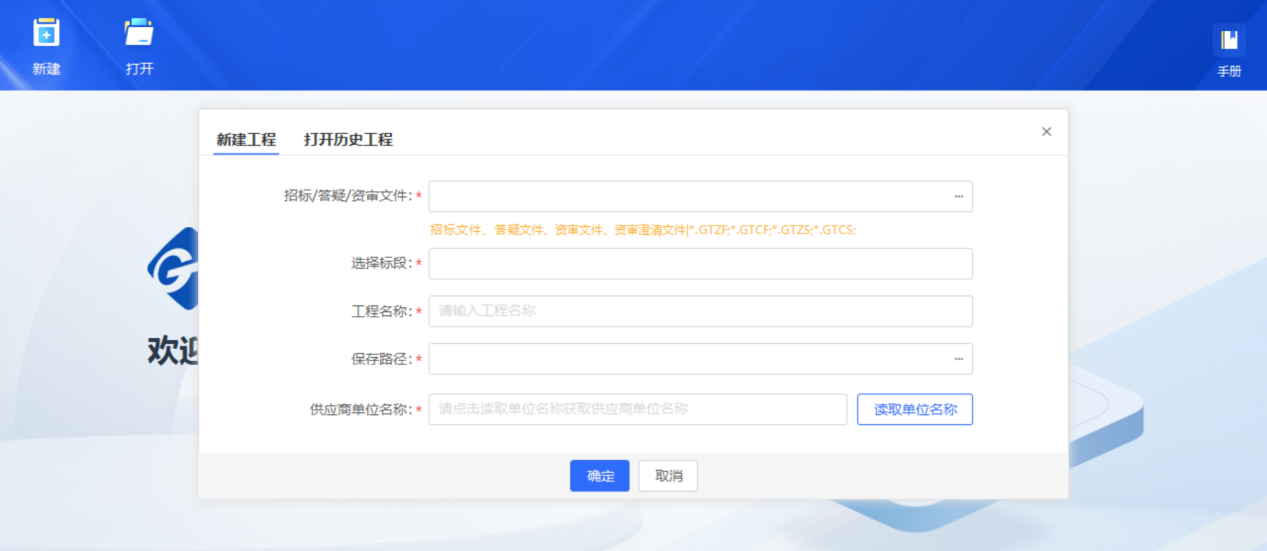 新建
打开
手册
新建工程 打开历史工程
招标/答疑/资审文件：*
招标文件、答疑文件、资审文件、资审澄清文件|*.GTZF;*.GTCF;*.GTZS;*.GTCS;
选择标段：*
工程名称：* 请输入工程名称
欢迎
保存路径：*
供应商单位名称：* 请点击读取单位名称获取供应商单位名称 读取单位名称
确定 取消